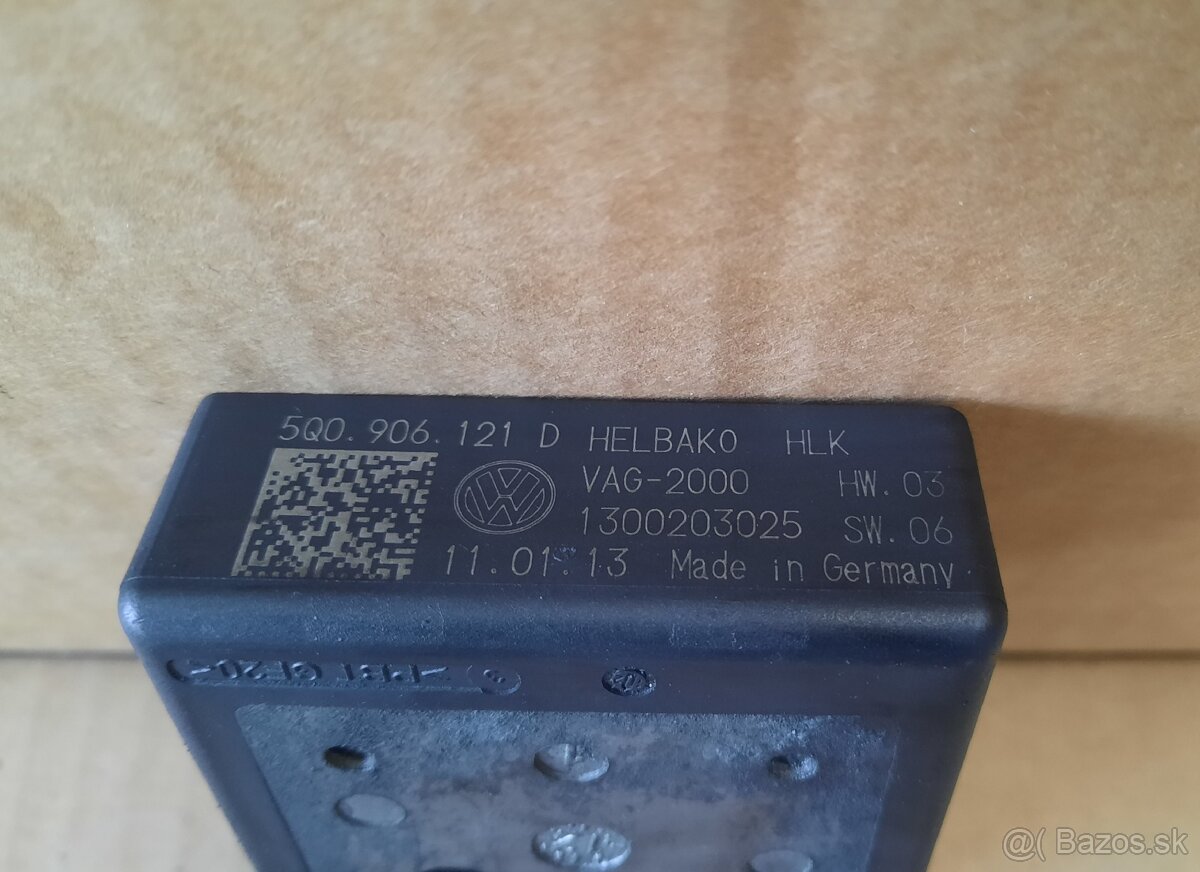 5Q0.906.121 D HELBAKO HLK
VAG-2000 HW.03
1300203025 SW.06
11.01.13 Made in Germany
@( Bazos.sk